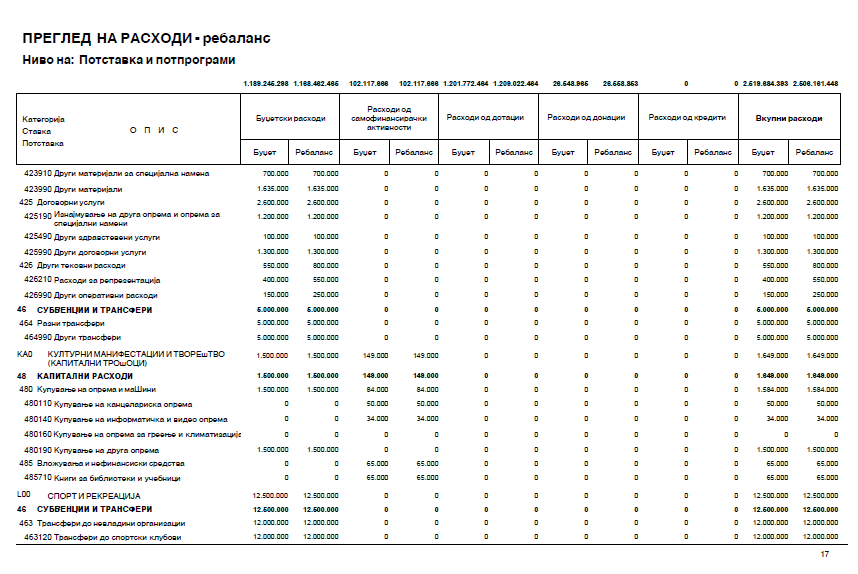 ПРЕГЛЕД НА РАСХОДИ - ребаланс
Ниво на: Потставка и потпрограми
1.189.245.298 1.168.462.465 102.117.666 102.117.666 1.201.772.464 1.209.022.464 26.548.965 26.558.853 0 0 2.519.684.393 2.506.161.448
Категорија
Ставка О П И С
Потставка
Буџетски расходи
Расходи од самофинансирачки активности
Расходи од дотации
Расходи од донации
Расходи од кредити
Вкупни расходи
Буџет Ребаланс Буџет Ребаланс Буџет Ребаланс Буџет Ребаланс Буџет Ребаланс Буџет Ребаланс
423910 Други материјали за специјална намена 700.000 700.000 0 0 0 0 0 0 0 0 700.000 700.000
423990 Други материјали 1.635.000 1.635.000 0 0 0 0 0 0 0 0 1.635.000 1.635.000
425 Договорни услуги 2.600.000 2.600.000 0 0 0 0 0 0 0 0 2.600.000 2.600.000
425190 Изнајмување на друга опрема и опрема за
специјални намени 1.200.000 1.200.000 0 0 0 0 0 0 0 0 1.200.000 1.200.000
425490 Други здравствени услуги 100.000 100.000 0 0 0 0 0 0 0 0 100.000 100.000
425990 Други договорни услуги 1.300.000 1.300.000 0 0 0 0 0 0 0 0 1.300.000 1.300.000
426 Други тековни расходи 550.000 800.000 0 0 0 0 0 0 0 0 550.000 800.000
426210 Расходи за репрезентација 400.000 550.000 0 0 0 0 0 0 0 0 400.000 550.000
426990 Други оперативни расходи 150.000 250.000 0 0 0 0 0 0 0 0 150.000 250.000
46 СУБВЕНЦИИ И ТРАНСФЕРИ 5.000.000 5.000.000 0 0 0 0 0 0 0 0 5.000.000 5.000.000
464 Разни трансфери 5.000.000 5.000.000 0 0 0 0 0 0 0 0 5.000.000 5.000.000
464990 Други трансфери 5.000.000 5.000.000 0 0 0 0 0 0 0 0 5.000.000 5.000.000
KA0 КУЛТУРНИ МАНИФЕСТАЦИИ И ТВОРЕшТВО
(КАПИТАЛНИ ТРОшОЦИ) 1.500.000 1.500.000 149.000 149.000 0 0 0 0 0 0 1.649.000 1.649.000
48 КАПИТАЛНИ РАСХОДИ 1.500.000 1.500.000 149.000 149.000 0 0 0 0 0 0 1.649.000 1.649.000
480 Купување на опрема и маШини 1.500.000 1.500.000 84.000 84.000 0 0 0 0 0 0 1.584.000 1.584.000
480110 Купување на канцелариска опрема 0 0 50.000 50.000 0 0 0 0 0 0 50.000 50.000
480140 Купување на информатичка и видео опрема 0 0 34.000 34.000 0 0 0 0 0 0 34.000 34.000
480160 Купување на опрема за греење и климатизација 0 0 0 0 0 0 0 0 0 0 0 0
480190 Купување на друга опрема 1.500.000 1.500.000 0 0 0 0 0 0 0 0 1.500.000 1.500.000
485 Вложувања и нефинансиски средства 0 0 65.000 65.000 0 0 0 0 0 0 65.000 65.000
485710 Книги за библиотеки и учебници 0 0 65.000 65.000 0 0 0 0 0 0 65.000 65.000
L00 СПОРТ И РЕКРЕАЦИЈА 12.500.000 12.500.000 0 0 0 0 0 0 0 0 12.500.000 12.500.000
46 СУБВЕНЦИИ И ТРАНСФЕРИ 12.500.000 12.500.000 0 0 0 0 0 0 0 0 12.500.000 12.500.000
463 Трансфери до невладини организации 12.000.000 12.000.000 0 0 0 0 0 0 0 0 12.000.000 12.000.000
463120 Трансфери до спортски клубови 12.000.000 12.000.000 0 0 0 0 0 0 0 0 12.000.000 12.000.000
17